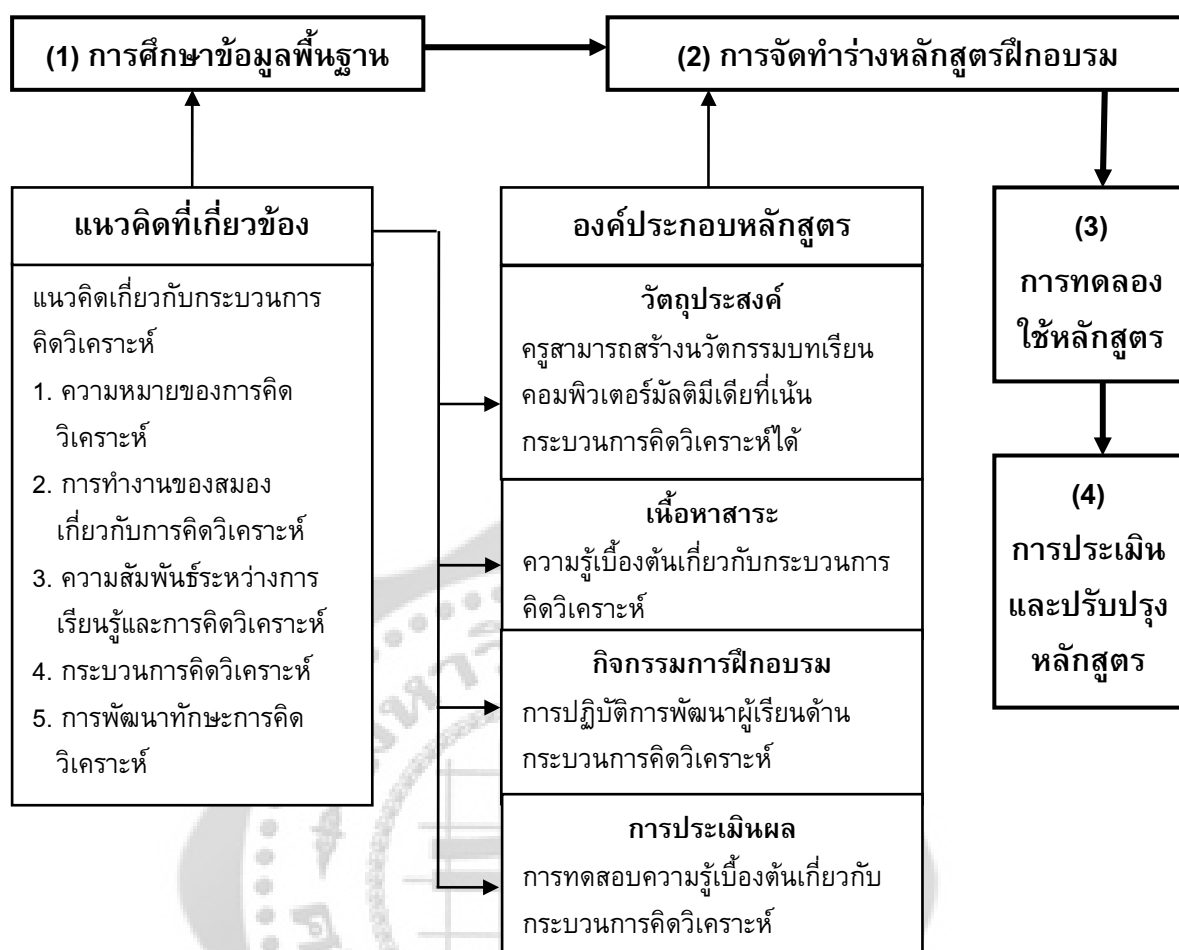 (1) การศึกษาข้อมูลพื้นฐาน
(2) การจัดทำร่างหลักสูตรฝึกอบรม
แนวคิดที่เกี่ยวข้อง
แนวคิดเกี่ยวกับกระบวนการ
คิดวิเคราะห์
1. ความหมายของการคิด
วิเคราะห์
2. การทำงานของสมอง
เกี่ยวกับการคิดวิเคราะห์
3. ความสัมพันธ์ระหว่างการ
เรียนรู้และการคิดวิเคราะห์
4. กระบวนการคิดวิเคราะห์
5. การพัฒนาทักษะการคิด
วิเคราะห์
องค์ประกอบหลักสูตร
วัตถุประสงค์
ครูสามารถสร้างนวัตกรรมบทเรียน
คอมพิวเตอร์มัลติมีเดียที่เน้น
กระบวนการคิดวิเคราะห์ได้
เนื้อหาสาระ
ความรู้เบื้องต้นเกี่ยวกับกระบวนการ
คิดวิเคราะห์
กิจกรรมการฝึกอบรม
การปฏิบัติการพัฒนาผู้เรียนด้าน
กระบวนการคิดวิเคราะห์
การประเมินผล
การทดสอบความรู้เบื้องต้นเกี่ยวกับ
กระบวนการคิดวิเคราะห์
(3)
การทดลอง
ใช้หลักสูตร
(4)
การประเมิน
และปรับปรุง
หลักสูตร